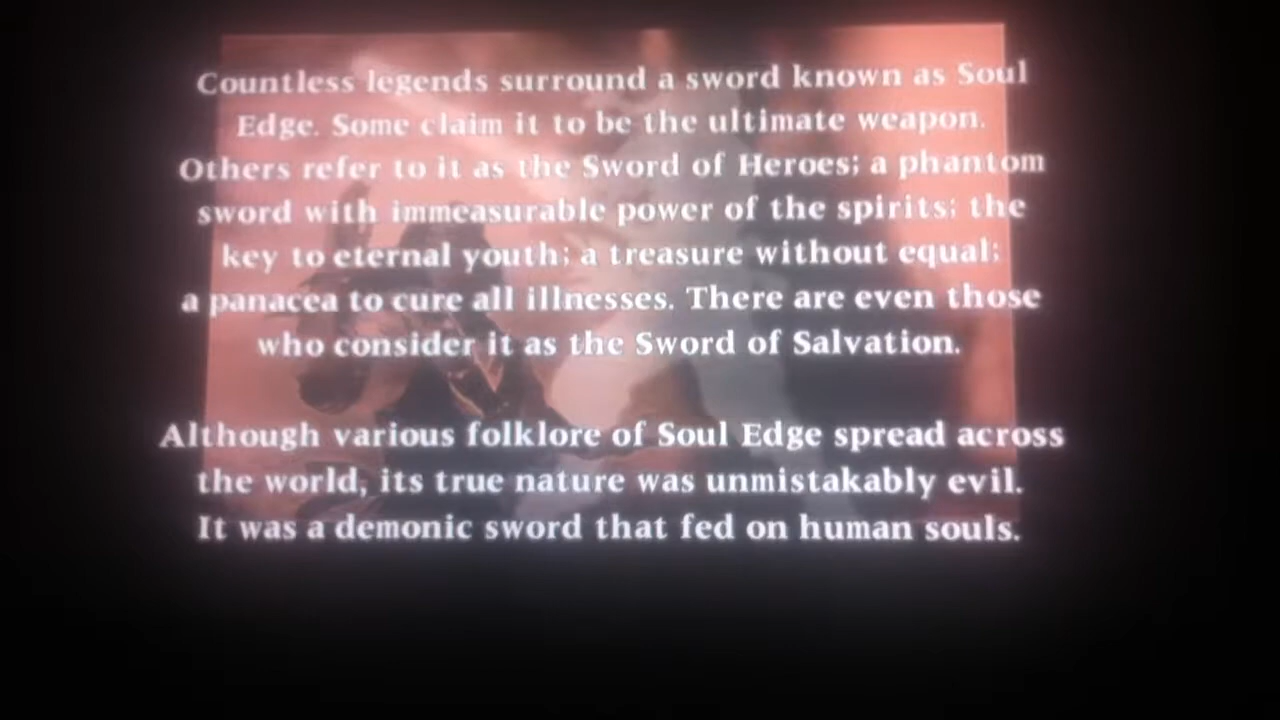 Countless legends surround a sword known as Soul
Edge. Some claim it to be the ultimate weapon.
Others refer to it as the Sword of Heroes; a phantom
sword with immeasurable power of the spirits; the
key to eternal youth; a treasure without equal;
a panacea to cure all illnesses. There are even those
who consider it as the Sword of Salvation.
Although various folklore of Soul Edge spread across
the world, its true nature was unmistakably evil.
It was a demonic sword that fed on human souls.